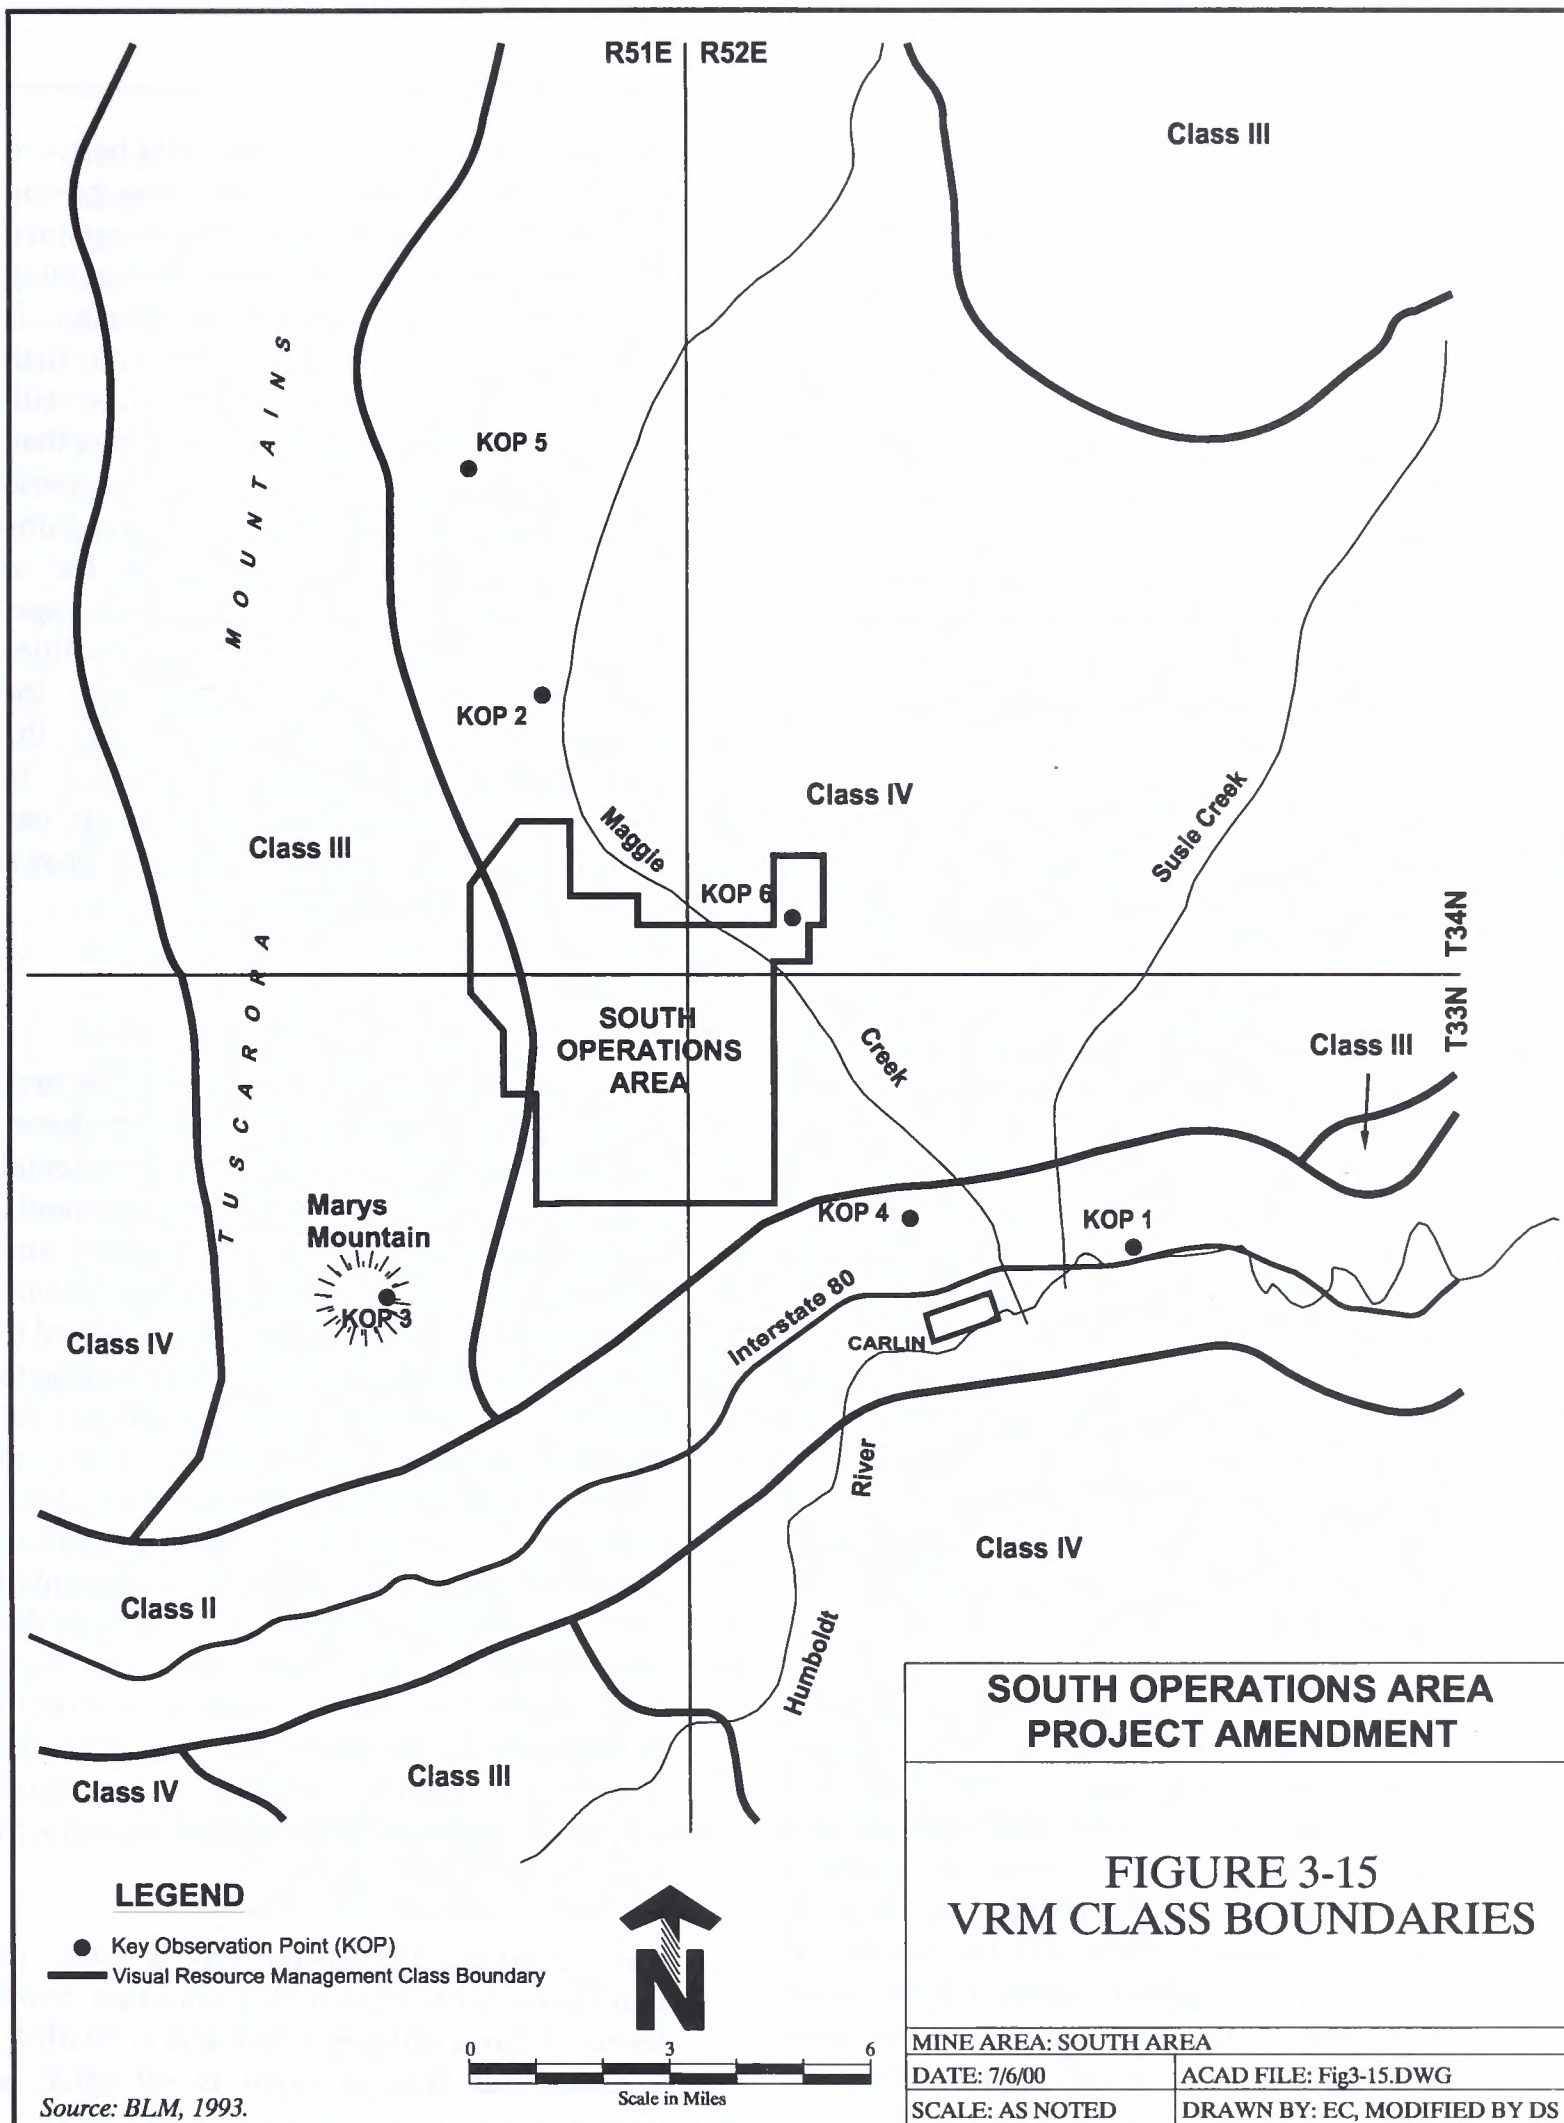 R51E R52E
Class III
MOUNTAINS
KOP 5
KOP 2
Class IV
Maggie
Susie Creek
Class III
KOP 6
T34N
TUSCARORA
SOUTH
OPERATIONS
AREA
Creek
T33N
Class III
Marys
Mountain
KOP 4
KOP 1
KOP 3
Interstate 80
Class IV
CARLIN
River
Class IV
Class II
Humboldt
Class III
Class IV
SOUTH OPERATIONS AREA
PROJECT AMENDMENT
FIGURE 3-15
VRM CLASS BOUNDARIES
LEGEND
Key Observation Point (KOP)
Visual Resource Management Class Boundary
N
0 3 6
Scale in Miles
Source: BLM, 1993.
MINE AREA: SOUTH AREA
DATE: 7/6/00 ACAD FILE: Fig3-15.DWG
SCALE: AS NOTED DRAWN BY: EC, MODIFIED BY DS